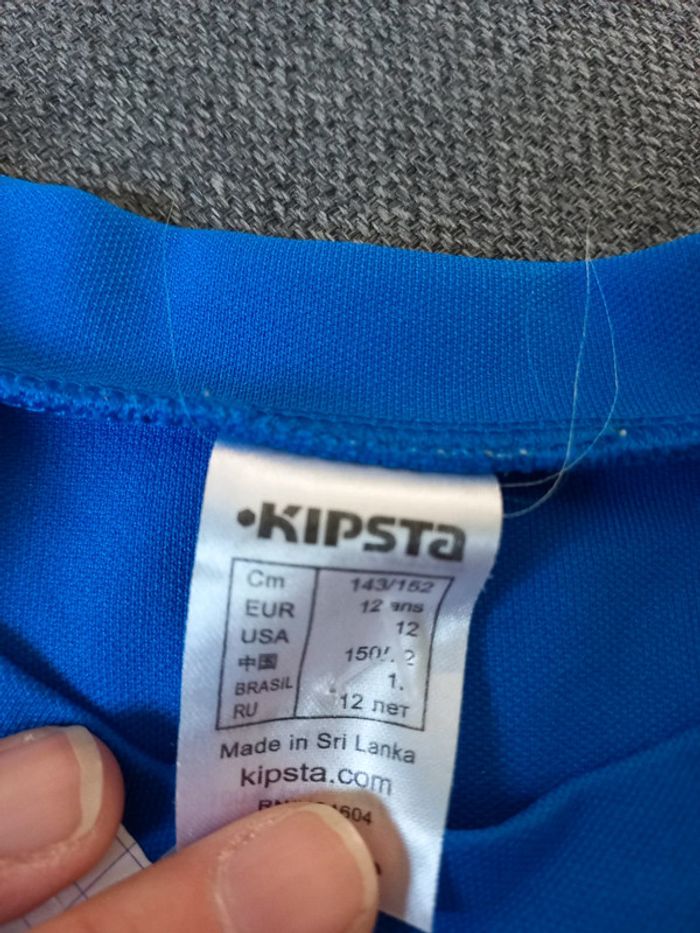 KIPSTA
Cm 143/152
EUR 12 ans
USA 12
中国
BRASIL
RU 12 лет
Made in Sri Lanka
kipsta.com